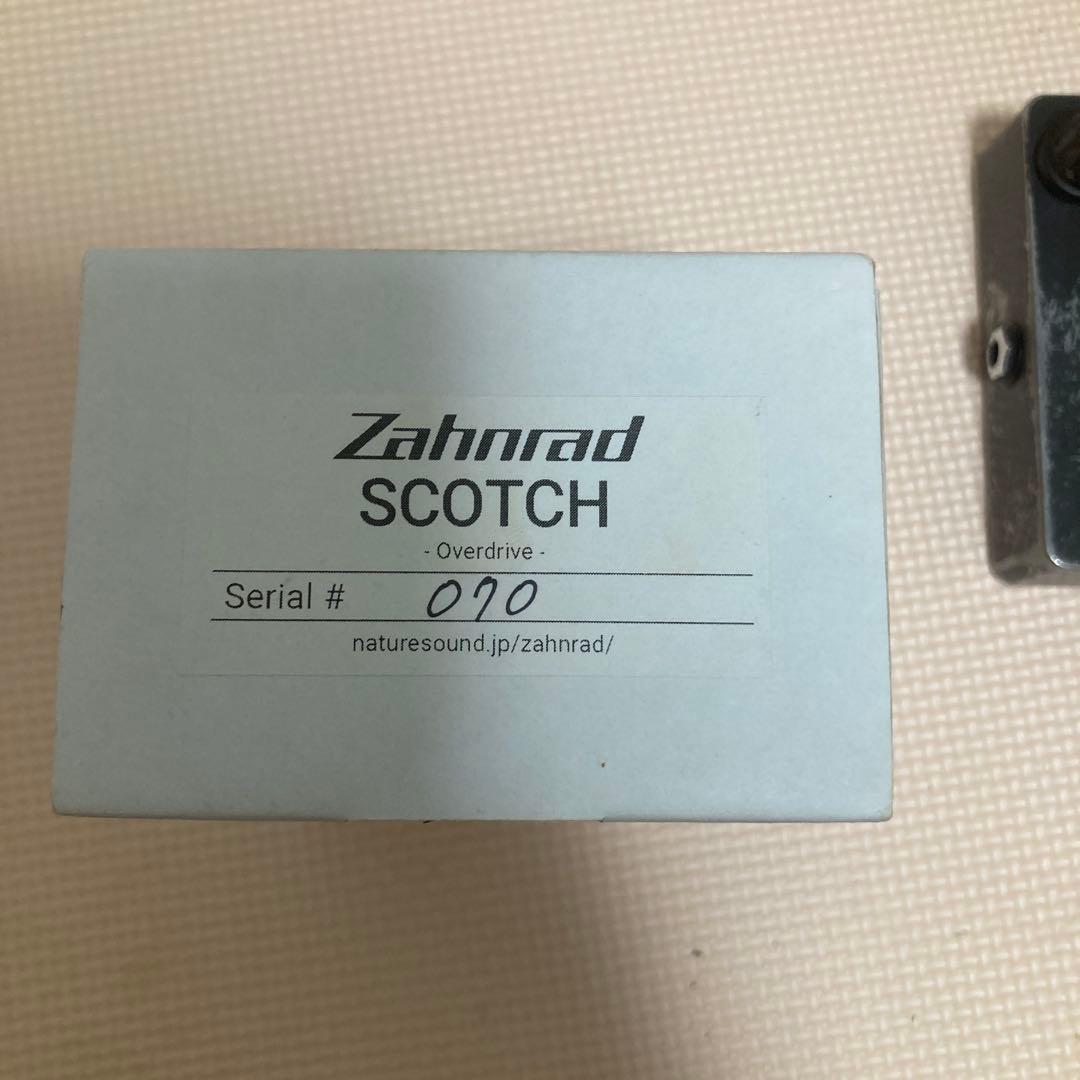 Zahnrad
SCOTCH
- Overdrive -
Serial # 070
naturesound.jp/zahnrad/